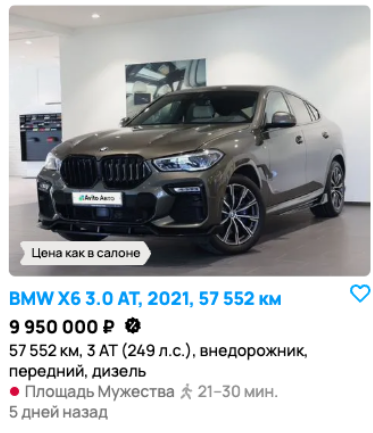 Avito Авто
Цена как в салоне
BMW X6 3.0 AT, 2021, 57 552 км
9 950 000 ₽
57 552 км, 3 AT (249 л.с.), внедорожник,
передний, дизель
Площадь Мужества 21–30 мин.
5 дней назад